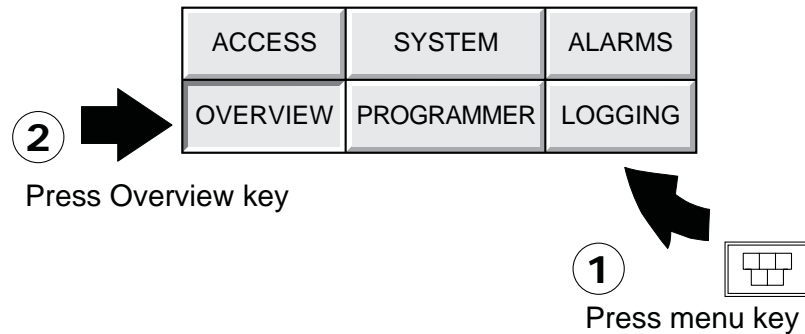 ACCESS SYSTEM ALARMS
OVERVIEW PROGRAMMER LOGGING
2
Press Overview key
1
Press menu key